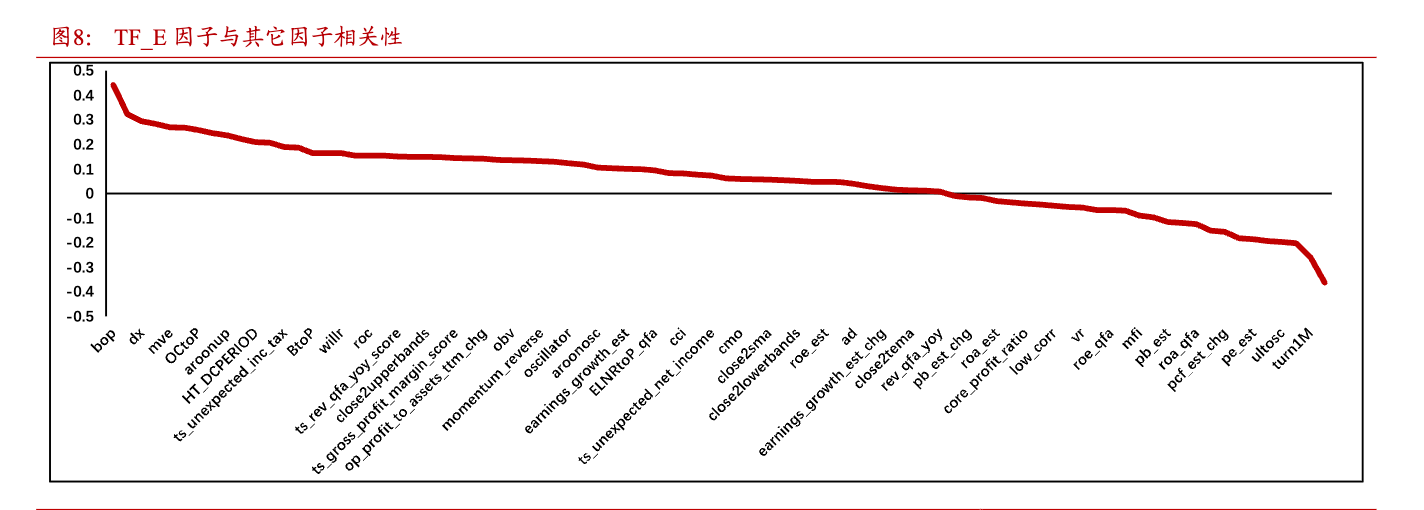 图8： TF_E 因子与其它因子相关性
0.5
0.4
0.3
0.2
0.1
0
-0.1
-0.2
-0.3
-0.4
-0.5
bop
dx
mve
OCtoP
aroonup
HT_DCPERIOD
ts_unexpected_inc_tax
BtoP
willr
roc
ts_rev_qfa_yoy_score
close2upperbands
ts_gross_profit_margin_score
op_profit_to_assets_ttm_chg
obv
momentum_reverse
oscillator
aroonosc
earnings_growth_est
ELNRtoP_qfa
cci
ts_unexpected_net_income
cmo
close2sma
close2lowerbands
roe_est
ad
earnings_growth_est_chg
close2tema
rev_qfa_yoy
pb_est_chg
roa_est
core_profit_ratio
low_corr
vr
roe_qfa
mfi
pb_est
roa_qfa
pcf_est_chg
pe_est
ultosc
turn1M